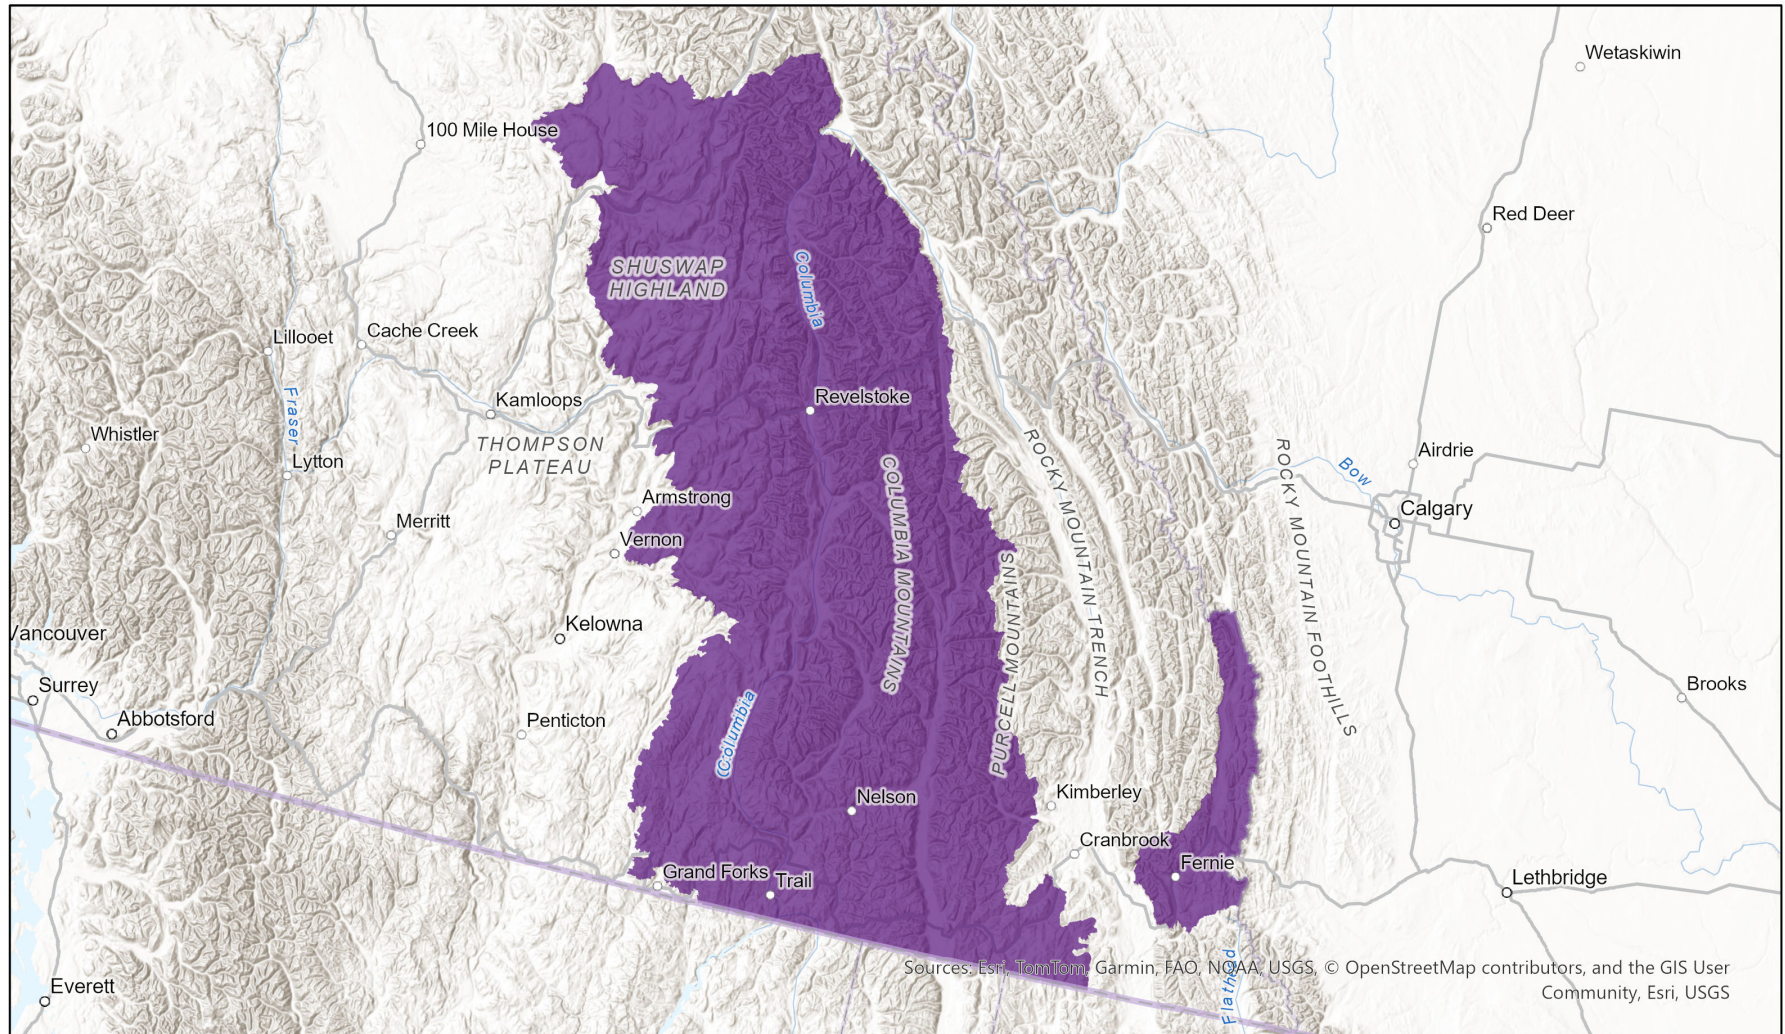 Wetaskiwin
100 Mile House
Red Deer
SHUSWAP
HIGHLAND
Columbia
Lillooet
Cache Creek
Fraser
Kamloops
Revelstoke
Whistler
THOMPSON
PLATEAU
Lytton
ROCKY MOUNTAIN TRENCH
ROCKY MOUNTAIN FOOTHILLS
Airdrie
Bow
Calgary
Armstrong
COLUMBIA MOUNTAINS
Merritt
Vernon
PURCELL MOUNTAINS
Kelowna
Vancouver
Surrey
Brooks
Abbotsford
Penticton
Columbia
Nelson
Kimberley
Cranbrook
Fernie
Grand Forks
Trail
Lethbridge
Flathead
Everett
Sources: Esri, TomTom, Garmin, FAO, NOAA, USGS, © OpenStreetMap contributors, and the GIS User
Community, Esri, USGS